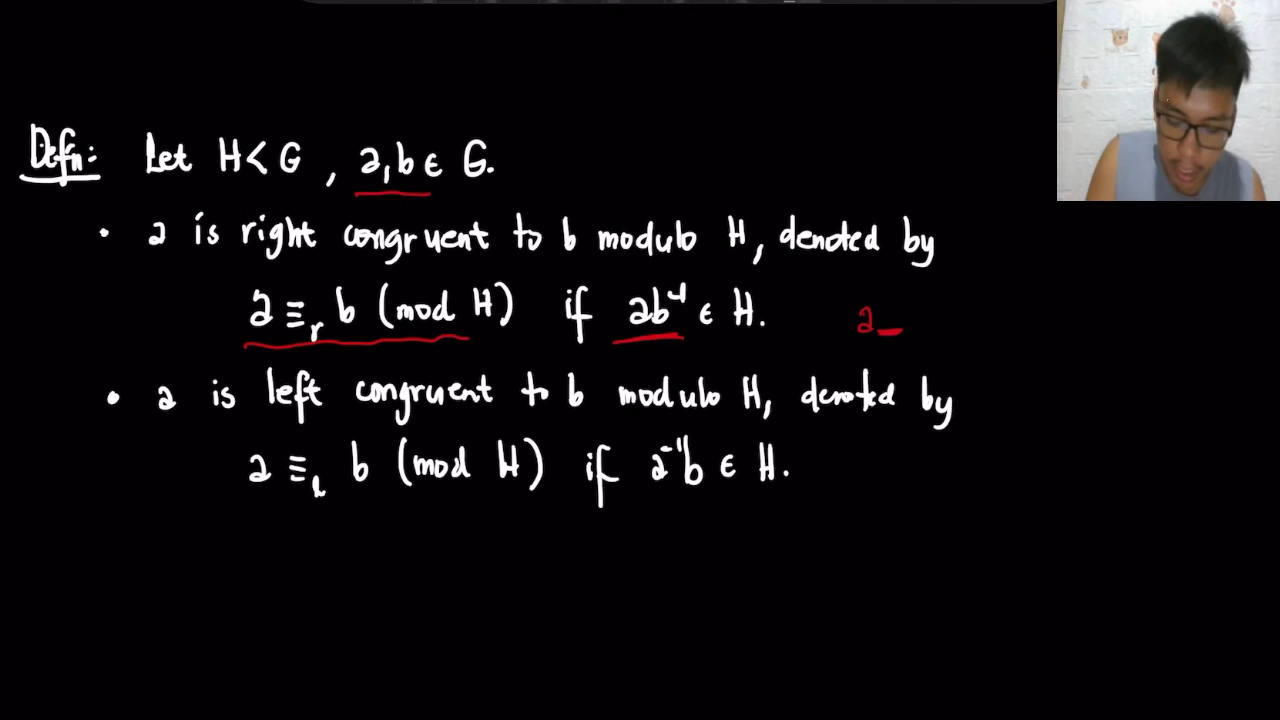 Defn: Let H < G , a, b ∈ G.
• a is right congruent to b modulo H, denoted by
a ≡ᵣ b (mod H) if ab⁻¹ ∈ H. a –
• a is left congruent to b modulo H, denoted by
a ≡ₗ b (mod H) if a⁻¹b ∈ H.